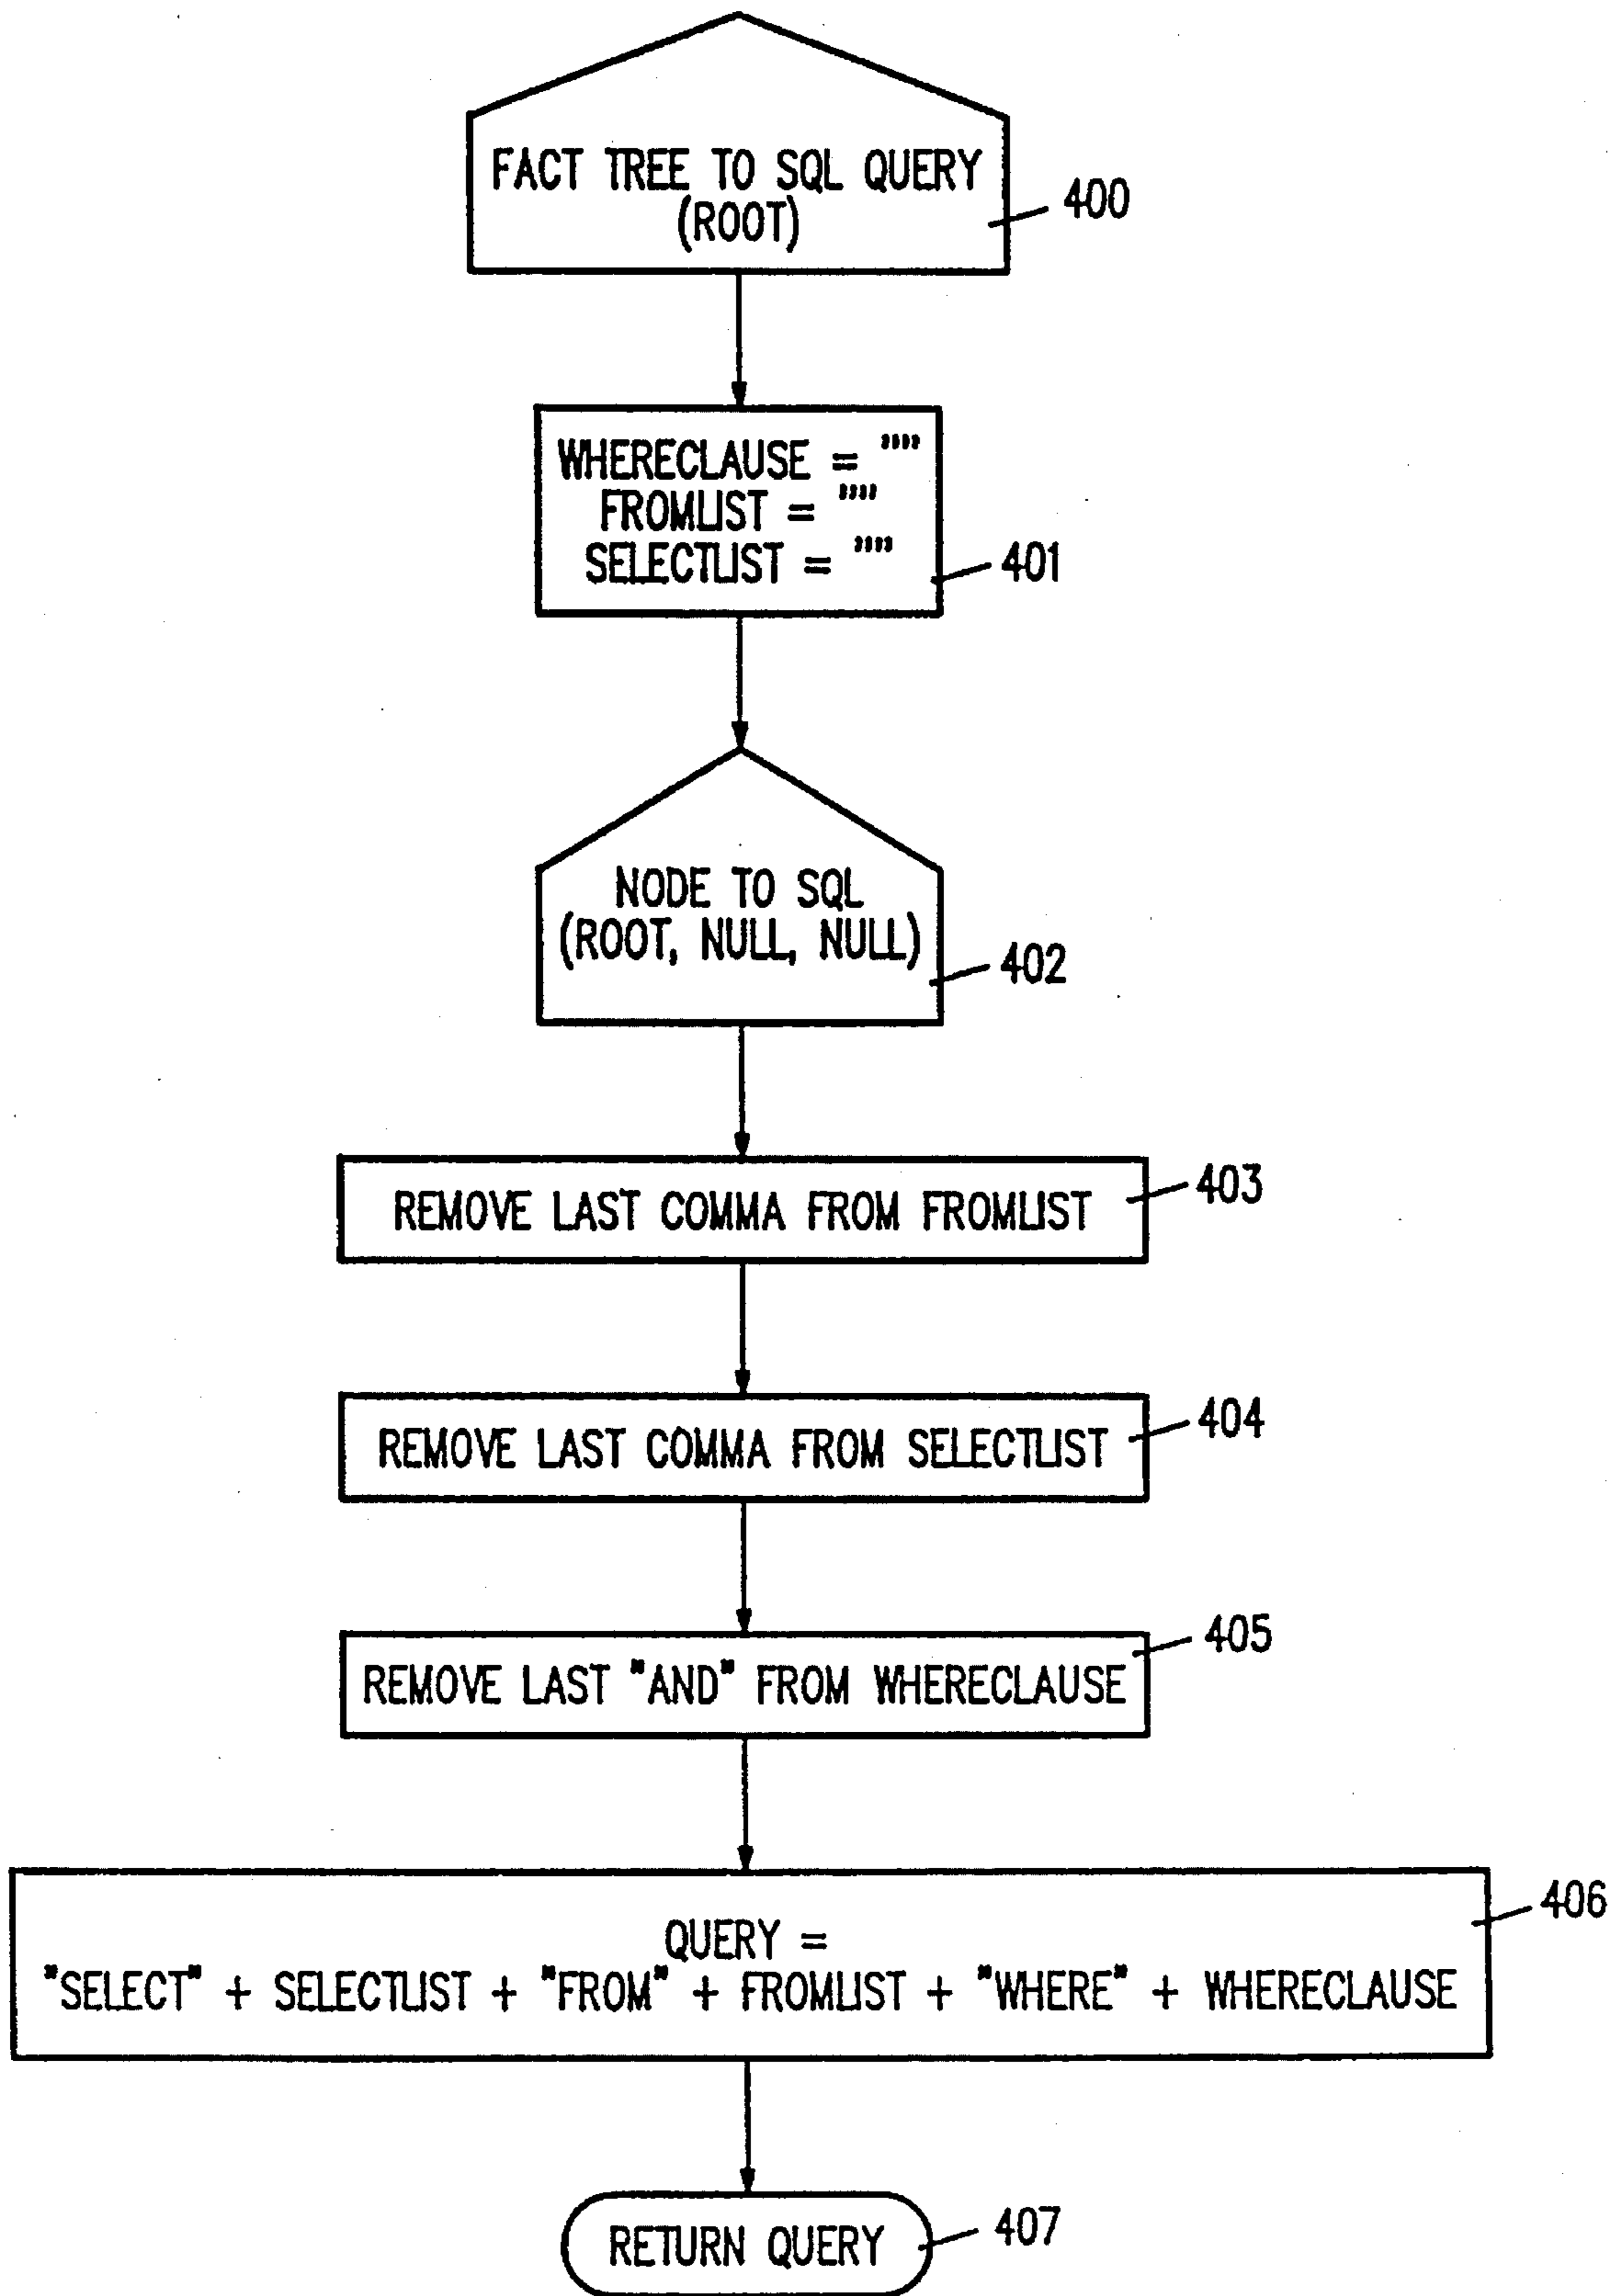 FACT TREE TO SQL QUERY
(ROOT)
400
WHERECLAUSE = """
FROMLIST = """
SELECTLIST = """
401
NODE TO SQL
(ROOT, NULL, NULL)
402
REMOVE LAST COMMA FROM FROMLIST
403
REMOVE LAST COMMA FROM SELECTLIST
404
REMOVE LAST "AND" FROM WHERECLAUSE
405
QUERY =
"SELECT" + SELECTLIST + "FROM" + FROMLIST + "WHERE" + WHERECLAUSE
406
RETURN QUERY
407